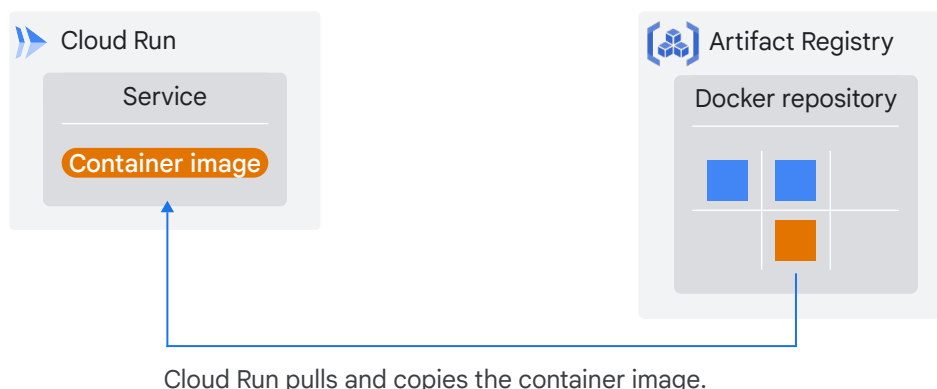 Cloud Run
Service
Container image
Artifact Registry
Docker repository
Cloud Run pulls and copies the container image.